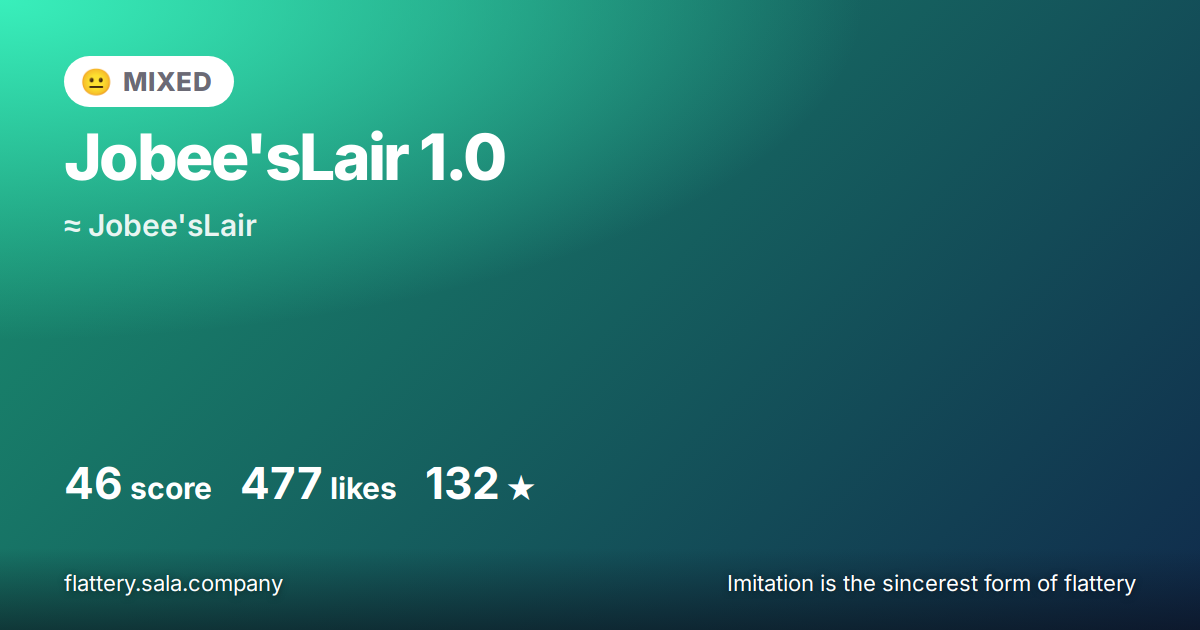 😐 MIXED
Jobee'sLair 1.0
≈ Jobee'sLair
46 score 477 likes 132 ★
flattery.sala.company
Imitation is the sincerest form of flattery